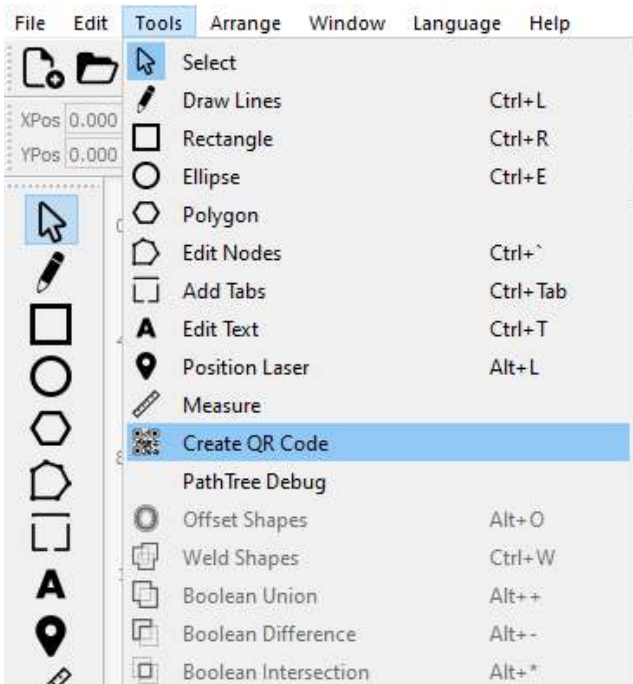 File Edit Tools Arrange Window Language Help
Select
Draw Lines Ctrl+L
XPos 0.000
Rectangle Ctrl+R
YPos 0.000
Ellipse Ctrl+E
Polygon
Edit Nodes Ctrl+`
Add Tabs Ctrl+Tab
Edit Text Ctrl+T
Position Laser Alt+L
Measure
Create QR Code
PathTree Debug
Offset Shapes Alt+O
Weld Shapes Ctrl+W
Boolean Union Alt++
Boolean Difference Alt+-
Boolean Intersection Alt+*